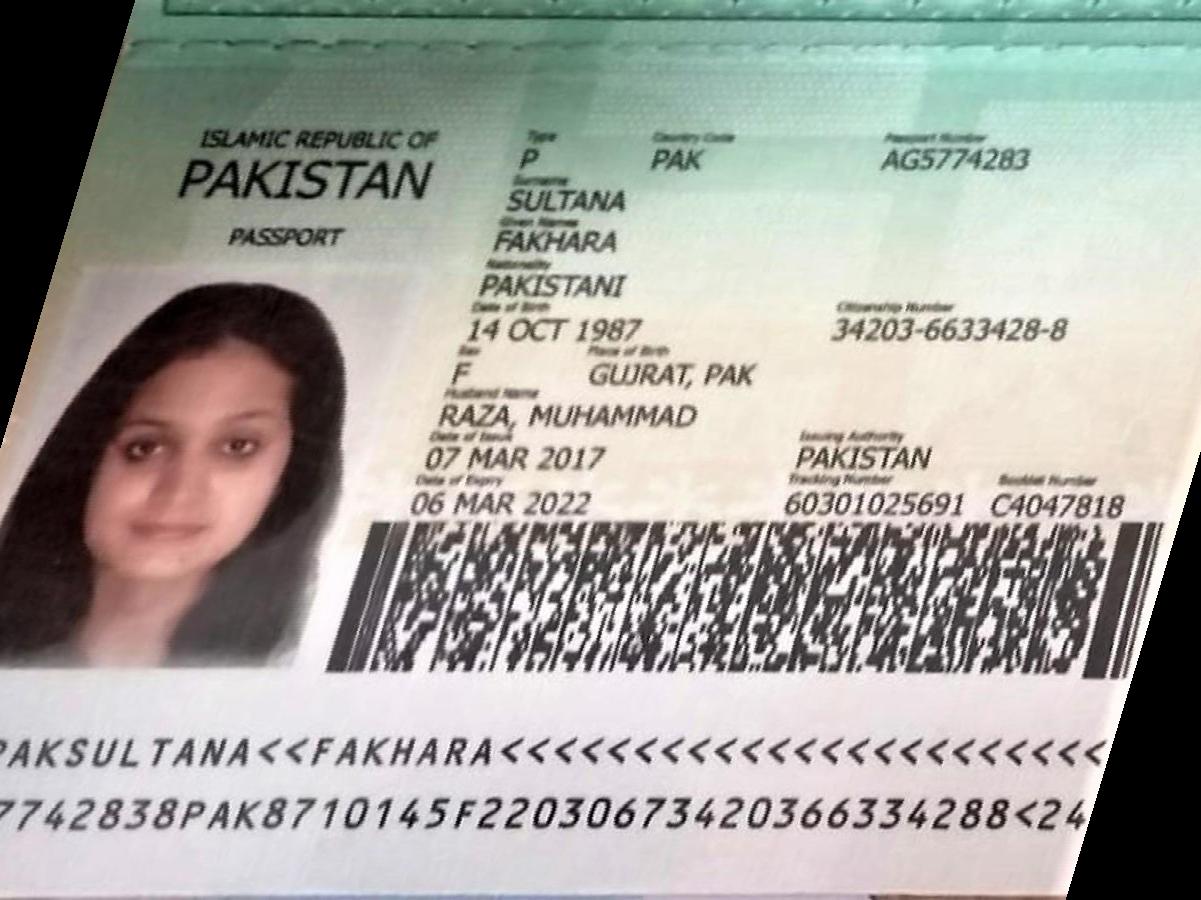 ISLAMIC REPUBLIC OF
PAKISTAN
PASSPORT
Type Country Code Passport Number
P PAK AG5774283
Surname
SULTANA
Given Names
FAKHARA
Nationality
PAKISTANI
Date of Birth Citizenship Number
14 OCT 1987 34203-6633428-8
Sex Place of Birth
F GUJRAT, PAK
Husband Name
RAZA, MUHAMMAD
Date of Issue Issuing Authority
07 MAR 2017 PAKISTAN
Date of Expiry Tracking Number Booklet Number
06 MAR 2022 60301025691 C4047818
PAKSULTANA<<FAKHARA<<<<<<<<<<<<<<<<<<<<<<<<
7742838PAK8710145F22030673420366334288<24